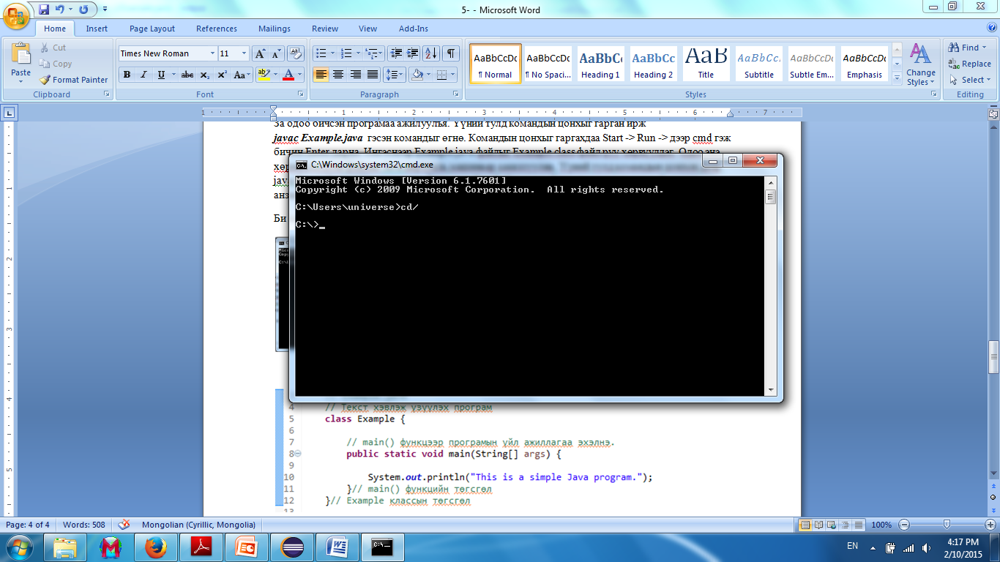 5- - Microsoft Word
Home Insert Page Layout References Mailings Review View Add-Ins
Paste
Cut
Copy
Format Painter
Clipboard
Times New Roman 11
Font
Paragraph
AaBbCcDc AaBbCcDc AaBbC AaBbCc AaB AaBbCc. AaBbCcDc AaBbCcDc
¶ Normal ¶ No Spaci... Heading 1 Heading 2 Title Subtitle Subtle Em... Emphasis
Change Styles
Styles
Find
Replace
Select
Editing
За одоо бичсэн програмаа ажилуулья. Үүний тулд командын цонхыг гарган ирж
javac Example.java гэсэн командыг өгнө. Командын цонхыг гаргахдаа Start -> Run -> дээр cmd гэж
бичин Enter дарна. Ингэснээр Example.java файлыг Example.class файл руу хөрвүүлдэг. Одоо энэ
хөр
jav
анз
Би
C:\Windows\system32\cmd.exe
Microsoft Windows [Version 6.1.7601]
Copyright (c) 2009 Microsoft Corporation. All rights reserved.
C:\Users\universe>cd/
C:\>_
4 // Текст хэвлэж үзүүлэх програм
5 class Example {
6
7 // main() функцээр програмын үйл ажиллагаа эхэлнэ.
8 public static void main(String[] args) {
9
10 System.out.println("This is a simple Java program.");
11 }// main() функцийн төгсгөл
12 }// Example классын төгсгөл
Page: 4 of 4 Words: 508 Mongolian (Cyrillic, Mongolia) 100%
EN 4:17 PM
2/10/2015